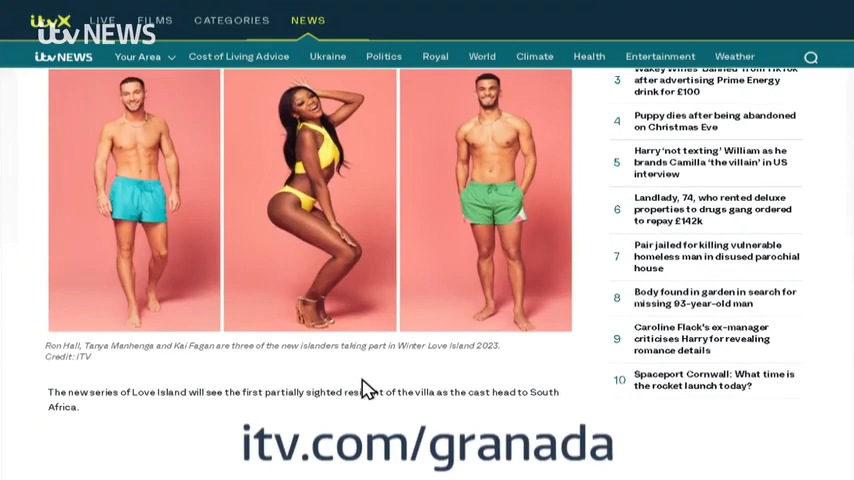 itvX LIVE FILMS CATEGORIES NEWS
itv NEWS
itv NEWS Your Area Cost of Living Advice Ukraine Politics Royal World Climate Health Entertainment Weather
3 Wakey Wines 'banned' from TikTok
after advertising Prime Energy
drink for £100
4 Puppy dies after being abandoned
on Christmas Eve
5 Harry 'not texting' William as he
brands Camilla 'the villain' in US
interview
6 Landlady, 74, who rented deluxe
properties to drugs gang ordered
to repay £142k
7 Pair jailed for killing vulnerable
homeless man in disused parochial
house
8 Body found in garden in search for
missing 93-year-old man
9 Caroline Flack's ex-manager
criticises Harry for revealing
romance details
10 Spaceport Cornwall: What time is
the rocket launch today?
Ron Hall, Tanya Manhenga and Kai Fagan are three of the new islanders taking part in Winter Love Island 2023.
Credit: ITV
The new series of Love Island will see the first partially sighted resident of the villa as the cast head to South
Africa.
itv.com/granada